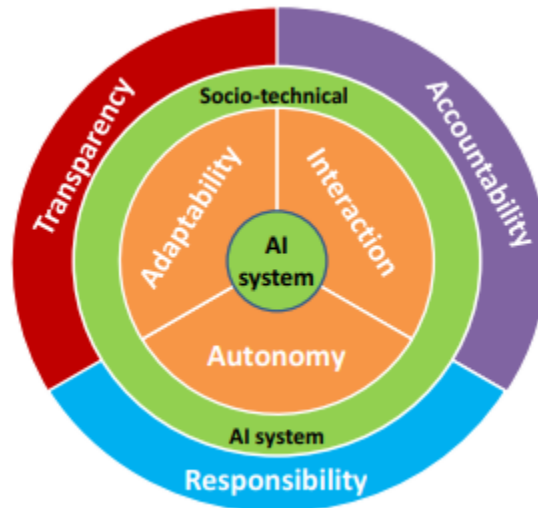 Transparency
Accountability
Socio-technical
Adaptability
Interaction
AI
system
Autonomy
AI system
Responsibility